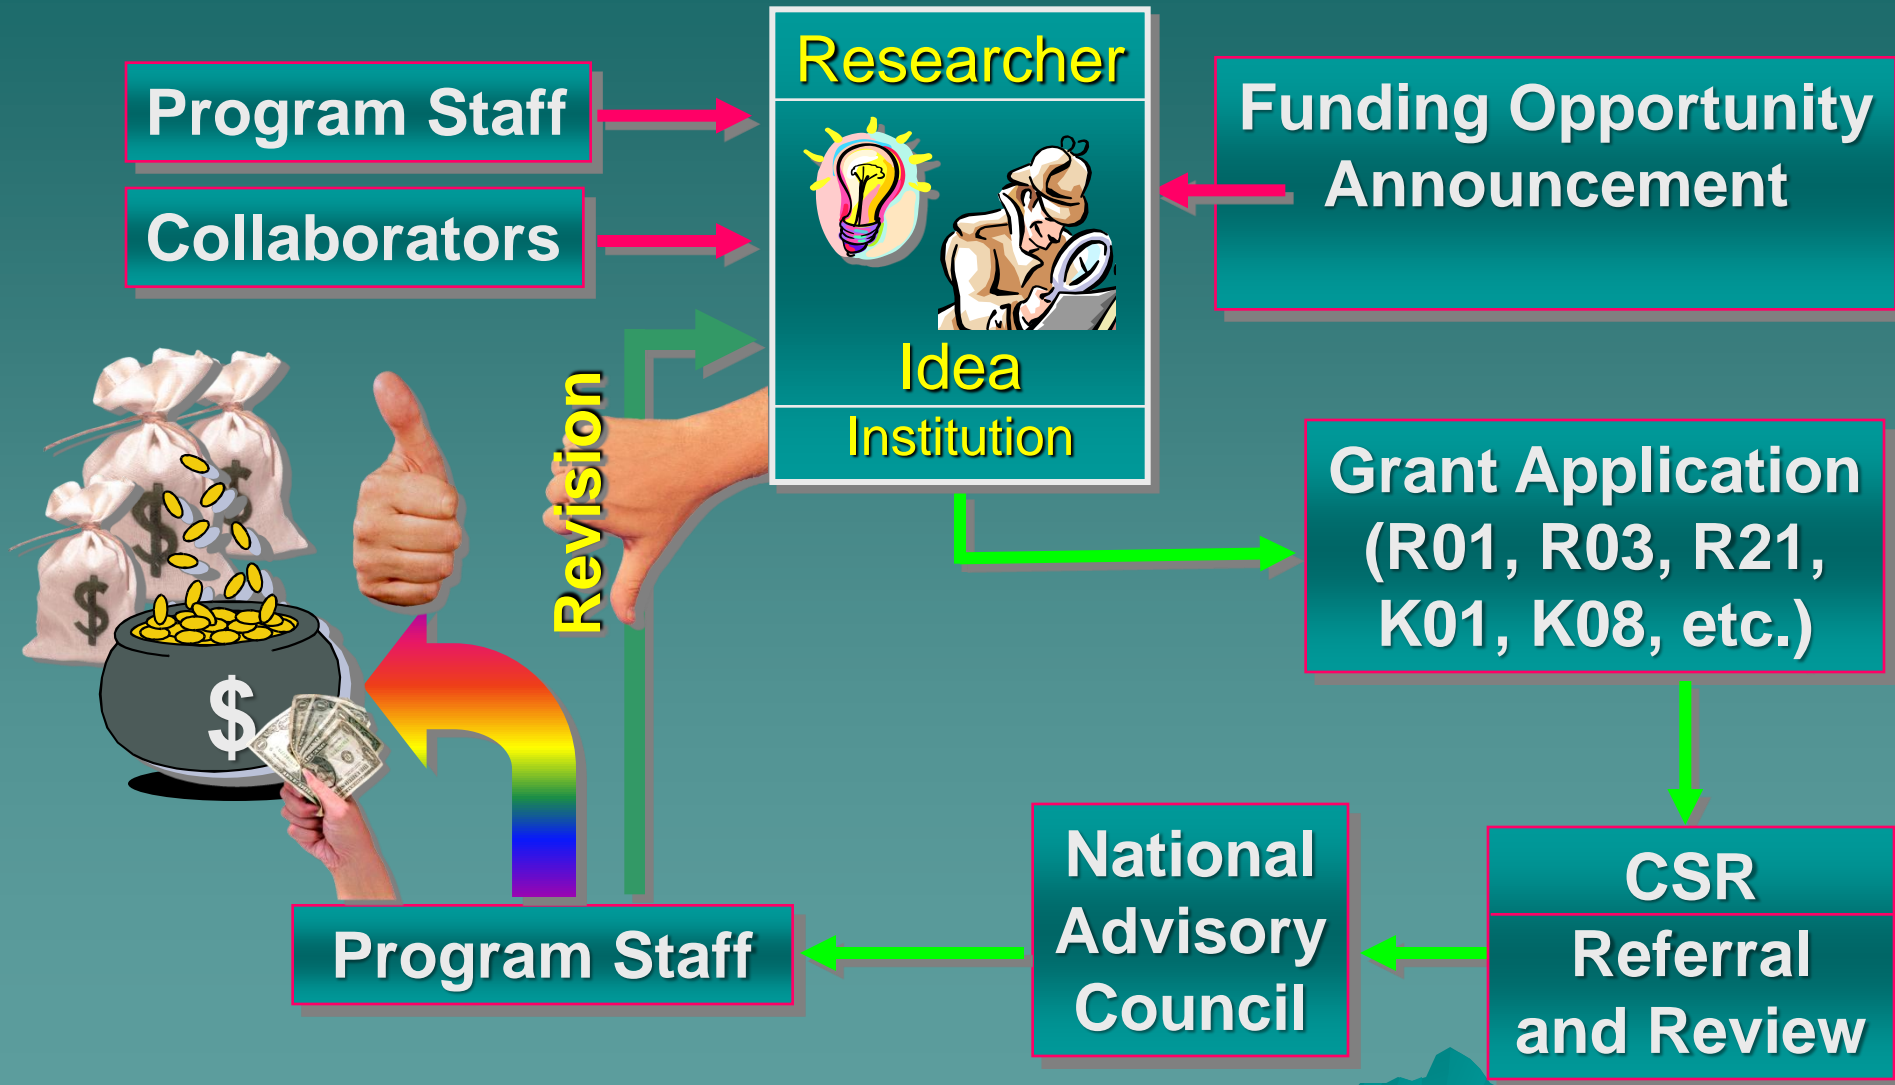 Researcher
Idea
Institution
Program Staff
Collaborators
Funding Opportunity
Announcement
Revision
Grant Application
(R01, R03, R21,
K01, K08, etc.)
CSR
Referral
and Review
National
Advisory
Council
Program Staff
$
$
$
$